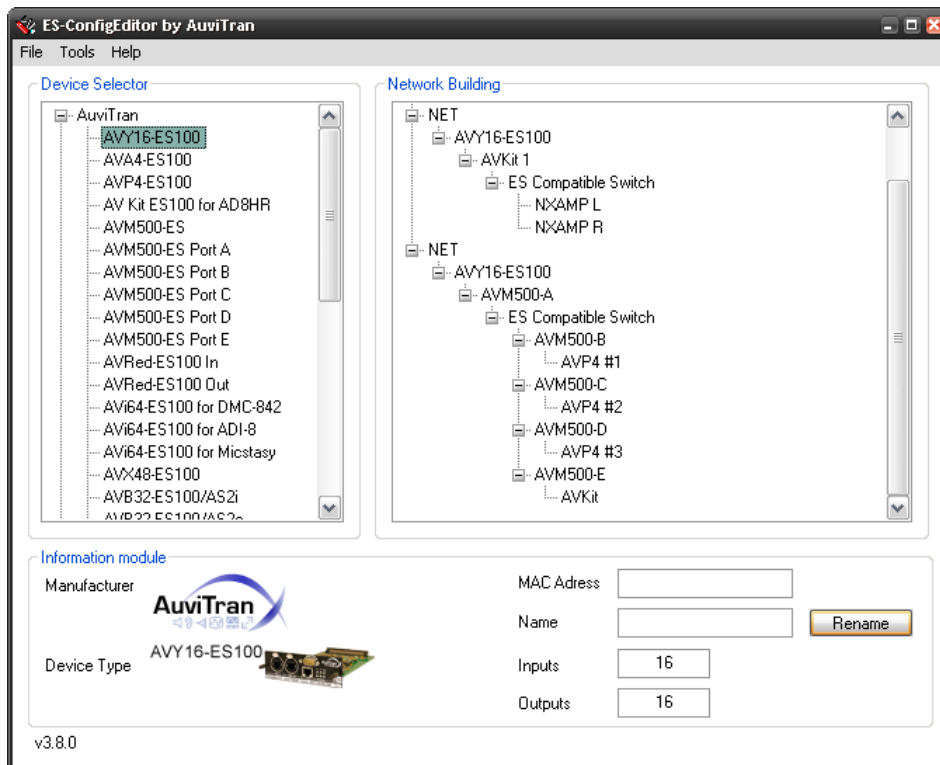 ES-ConfigEditor by AuviTran
File Tools Help
Device Selector
AuviTran
AVY16-ES100
AVA4-ES100
AVP4-ES100
AV Kit ES100 for AD8HR
AVM500-ES
AVM500-ES Port A
AVM500-ES Port B
AVM500-ES Port C
AVM500-ES Port D
AVM500-ES Port E
AVRed-ES100 In
AVRed-ES100 Out
AVi64-ES100 for DMC-842
AVi64-ES100 for ADI-8
AVi64-ES100 for Micstasy
AVX48-ES100
AVB32-ES100/AS2i
AVB32-ES100/AS2o
Network Building
NET
AVY16-ES100
AVKit 1
ES Compatible Switch
NXAMP L
NXAMP R
NET
AVY16-ES100
AVM500-A
ES Compatible Switch
AVM500-B
AVP4 #1
AVM500-C
AVP4 #2
AVM500-D
AVP4 #3
AVM500-E
AVKit
Information module
Manufacturer
AuviTran
Device Type
AVY16-ES100
MAC Adress
Name
Rename
Inputs 16
Outputs 16
v3.8.0